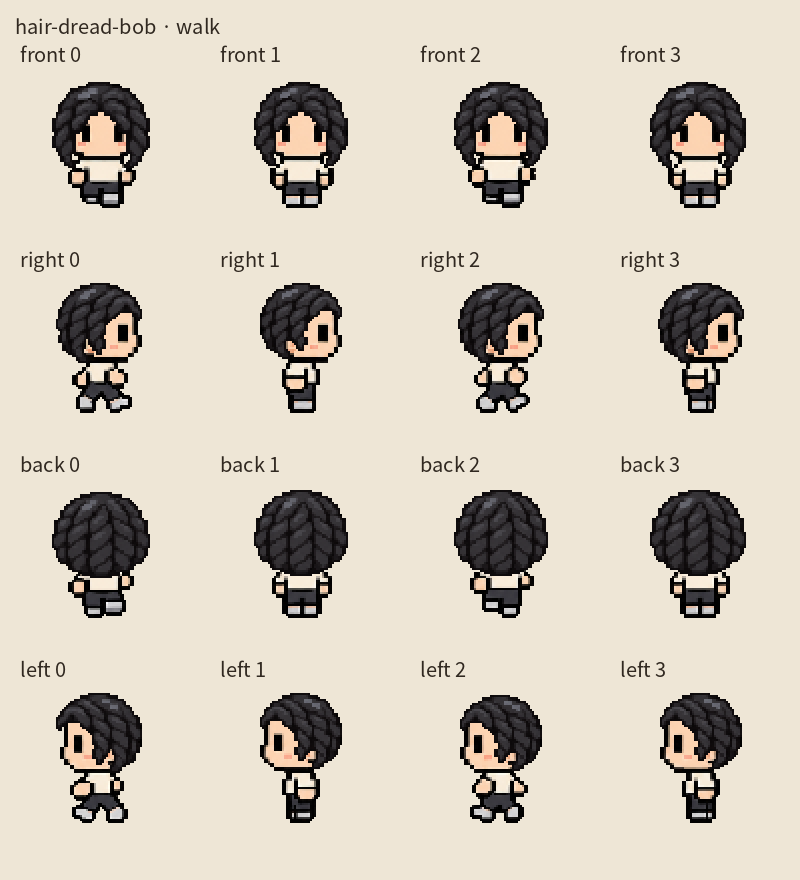 hair-dread-bob · walk
front 0 front 1 front 2 front 3
right 0 right 1 right 2 right 3
back 0 back 1 back 2 back 3
left 0 left 1 left 2 left 3